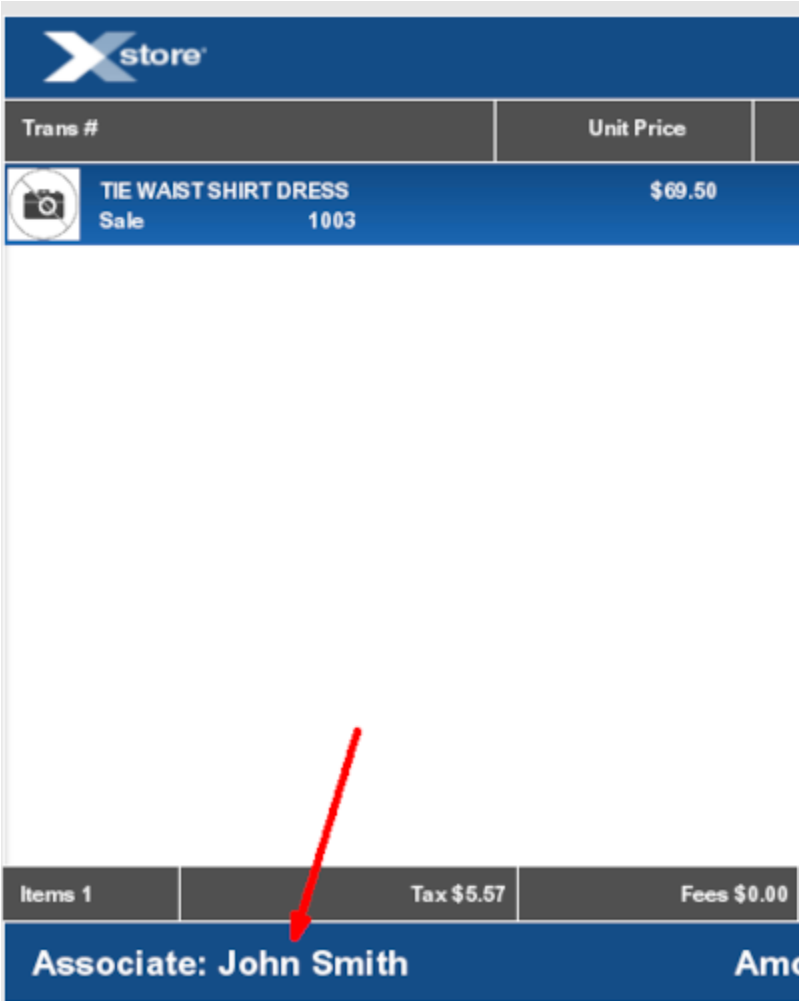 Xstore®
Trans #
Unit Price
TIE WAIST SHIRT DRESS
$69.50
Sale
1003
Items 1
Tax $5.57
Fees $0.00
Associate: John Smith